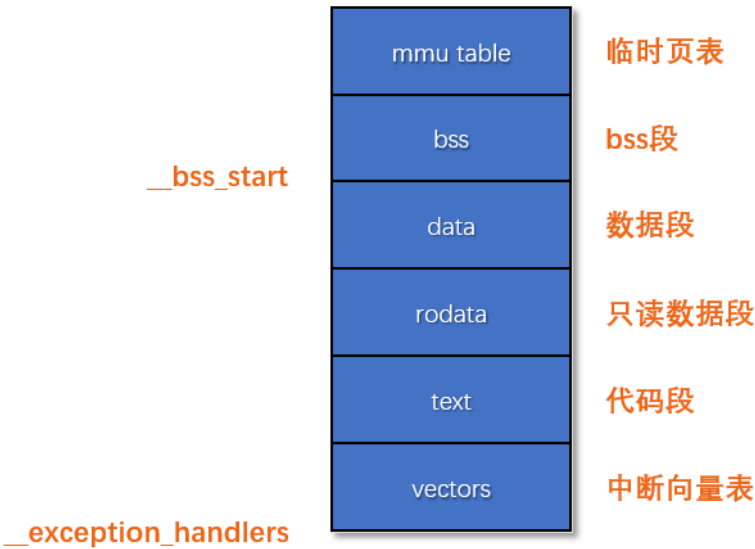 mmu table 临时页表
bss bss段
__bss_start
data 数据段
rodata 只读数据段
text 代码段
vectors 中断向量表
__exception_handlers